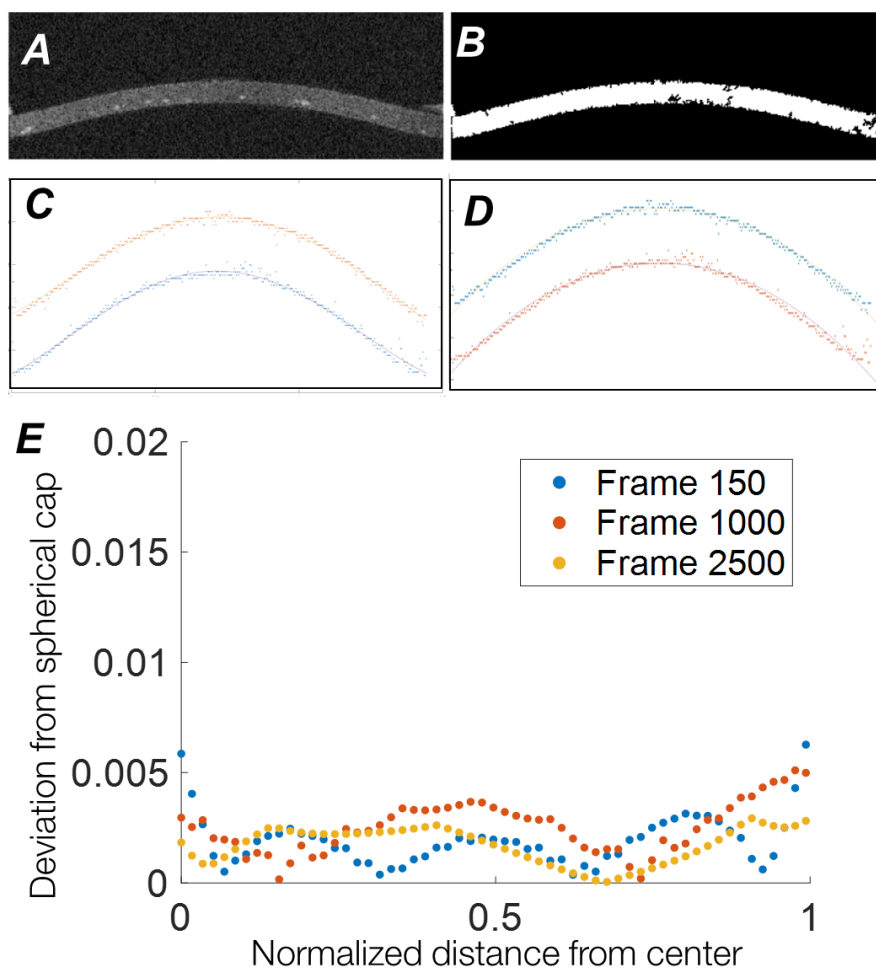 A
B
C
D
E
0.02
0.015
0.01
0.005
0
Deviation from spherical cap
Frame 150
Frame 1000
Frame 2500
0
0.5
1
Normalized distance from center